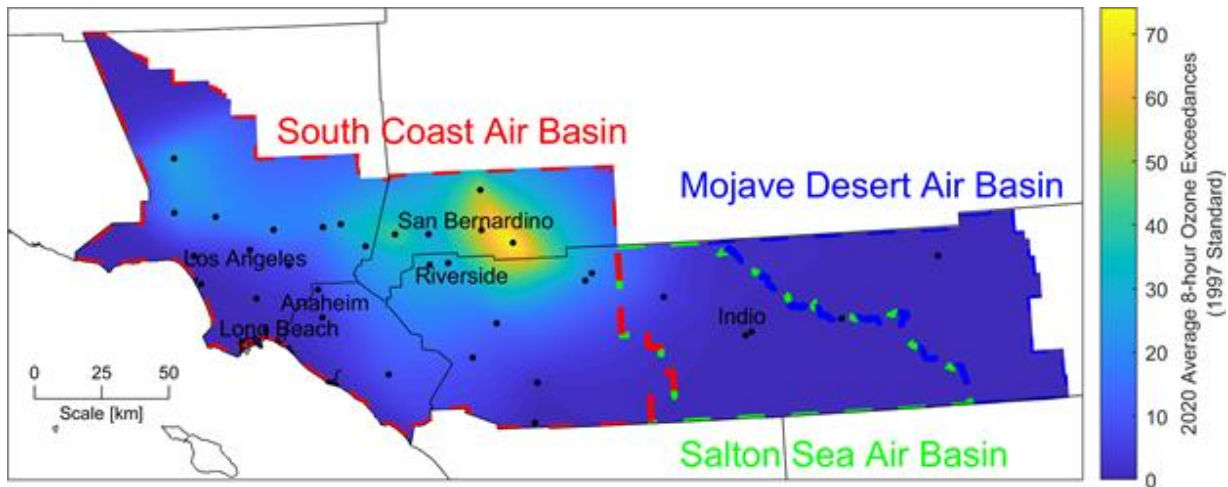 South Coast Air Basin
Mojave Desert Air Basin
San Bernardino
Los Angeles
Riverside
Anaheim
Indio
Long Beach
0 25 50
Scale [km]
Salton Sea Air Basin
70
60
50
40
30
20
10
0
2020 Average 8-hour Ozone Exceedances
(1997 Standard)